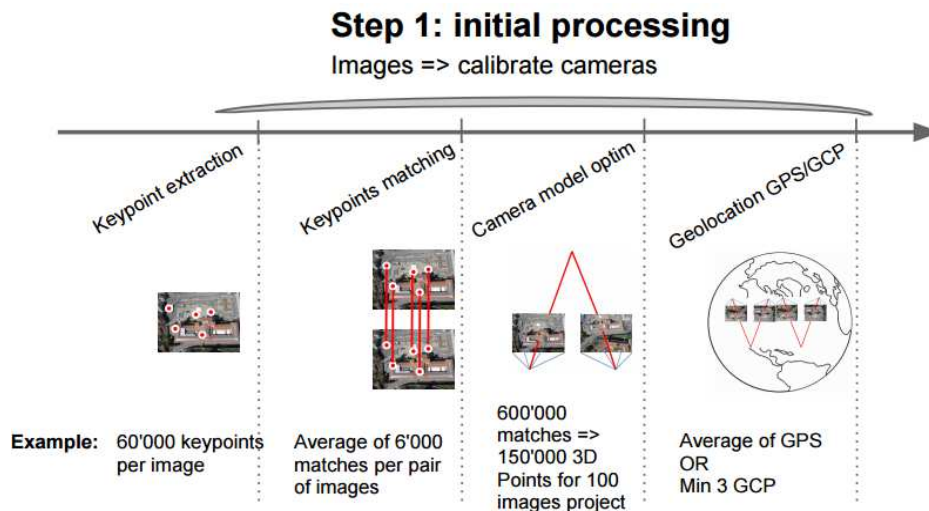 Step 1: initial processing
Images => calibrate cameras
Keypoint extraction
Keypoints matching
Camera model optim
Geolocation GPS/GCP
Example:
60'000 keypoints
per image
Average of 6'000
matches per pair
of images
600'000
matches =>
150'000 3D
Points for 100
images project
Average of GPS
OR
Min 3 GCP